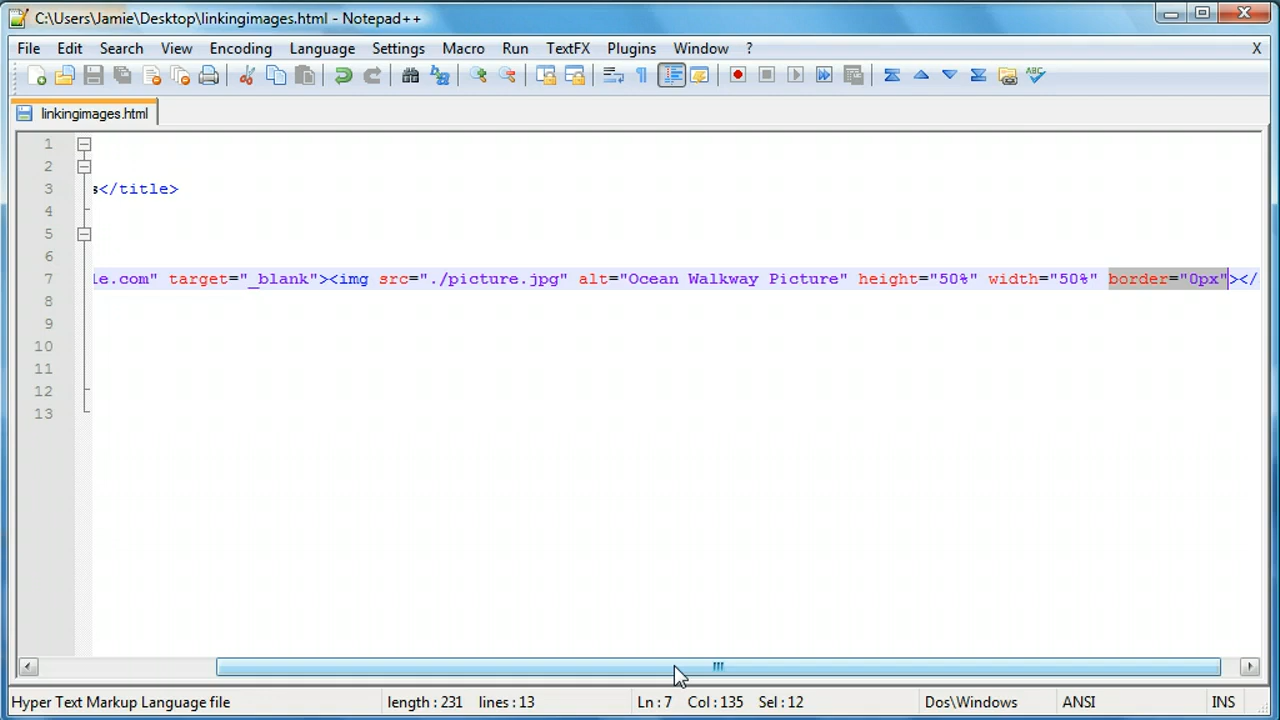 C:\Users\Jamie\Desktop\linkingimages.html - Notepad++
File Edit Search View Encoding Language Settings Macro Run TextFX Plugins Window ? X
linkingimages.html
1
2
3 s</title>
4
5
6
7 le.com" target="_blank"><img src="./picture.jpg" alt="Ocean Walkway Picture" height="50%" width="50%" border="0px"></
8
9
10
11
12
13
Hyper Text Markup Language file length : 231 lines : 13 Ln : 7 Col : 135 Sel : 12 Dos\Windows ANSI INS